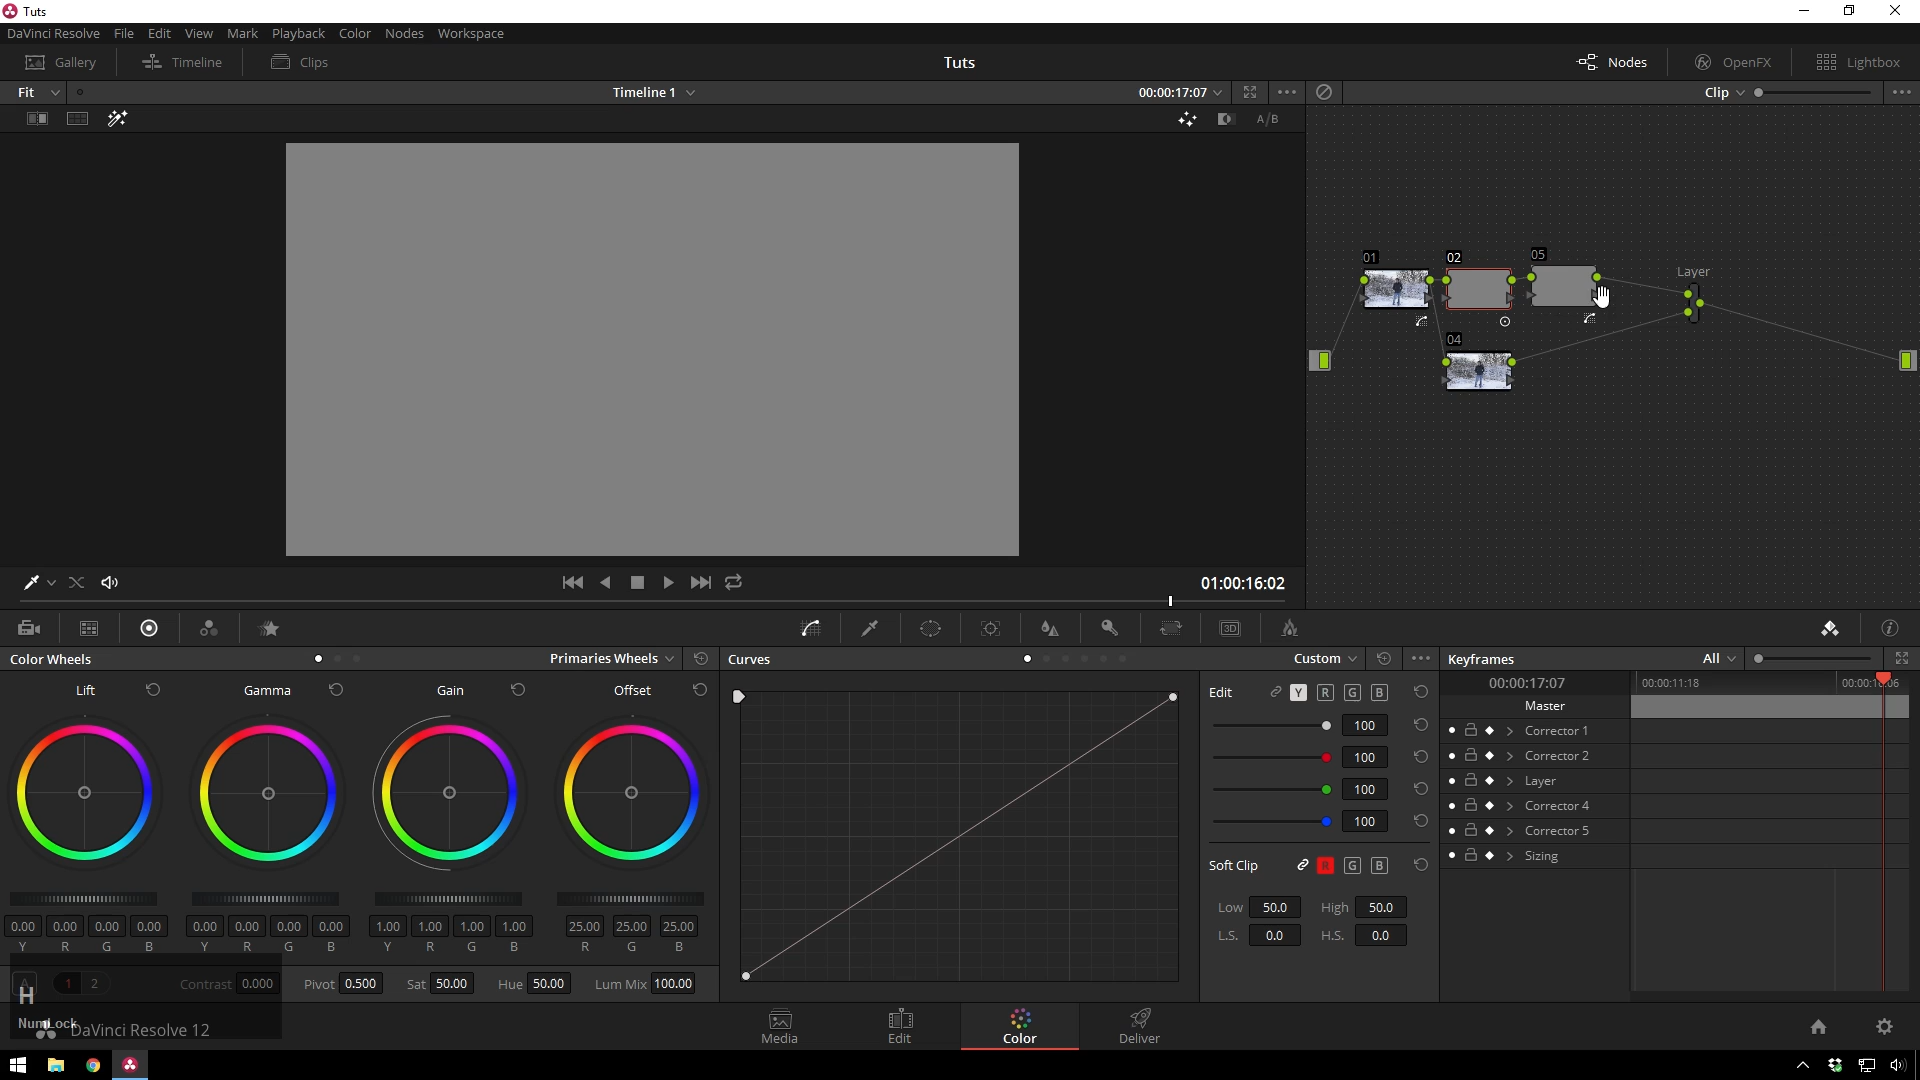 Tuts
DaVinci Resolve File Edit View Mark Playback Color Nodes Workspace
Gallery Timeline Clips Tuts Nodes OpenFX Lightbox
Fit Timeline 1 00:00:17:07 Clip
A/B
01 02 05
Layer
04
01:00:16:02
Color Wheels Primaries Wheels Curves Custom Keyframes All
Lift Gamma Gain Offset Edit Y R G B 00:00:17:07 00:00:11:18
Master
100 Corrector 1
100 Corrector 2
Layer
100 Corrector 4
100 Corrector 5
Sizing
Soft Clip R G B
Low 50.0 High 50.0
L.S. 0.0 H.S. 0.0
0.00 0.00 0.00 0.00 0.00 0.00 0.00 0.00 1.00 1.00 1.00 1.00 25.00 25.00 25.00
Y R G B Y R G B Y R G B R G B
A 1 2 Contrast 0.000 Pivot 0.500 Sat 50.00 Hue 50.00 Lum Mix 100.00
H
NumLock
DaVinci Resolve 12
Media Edit Color Deliver